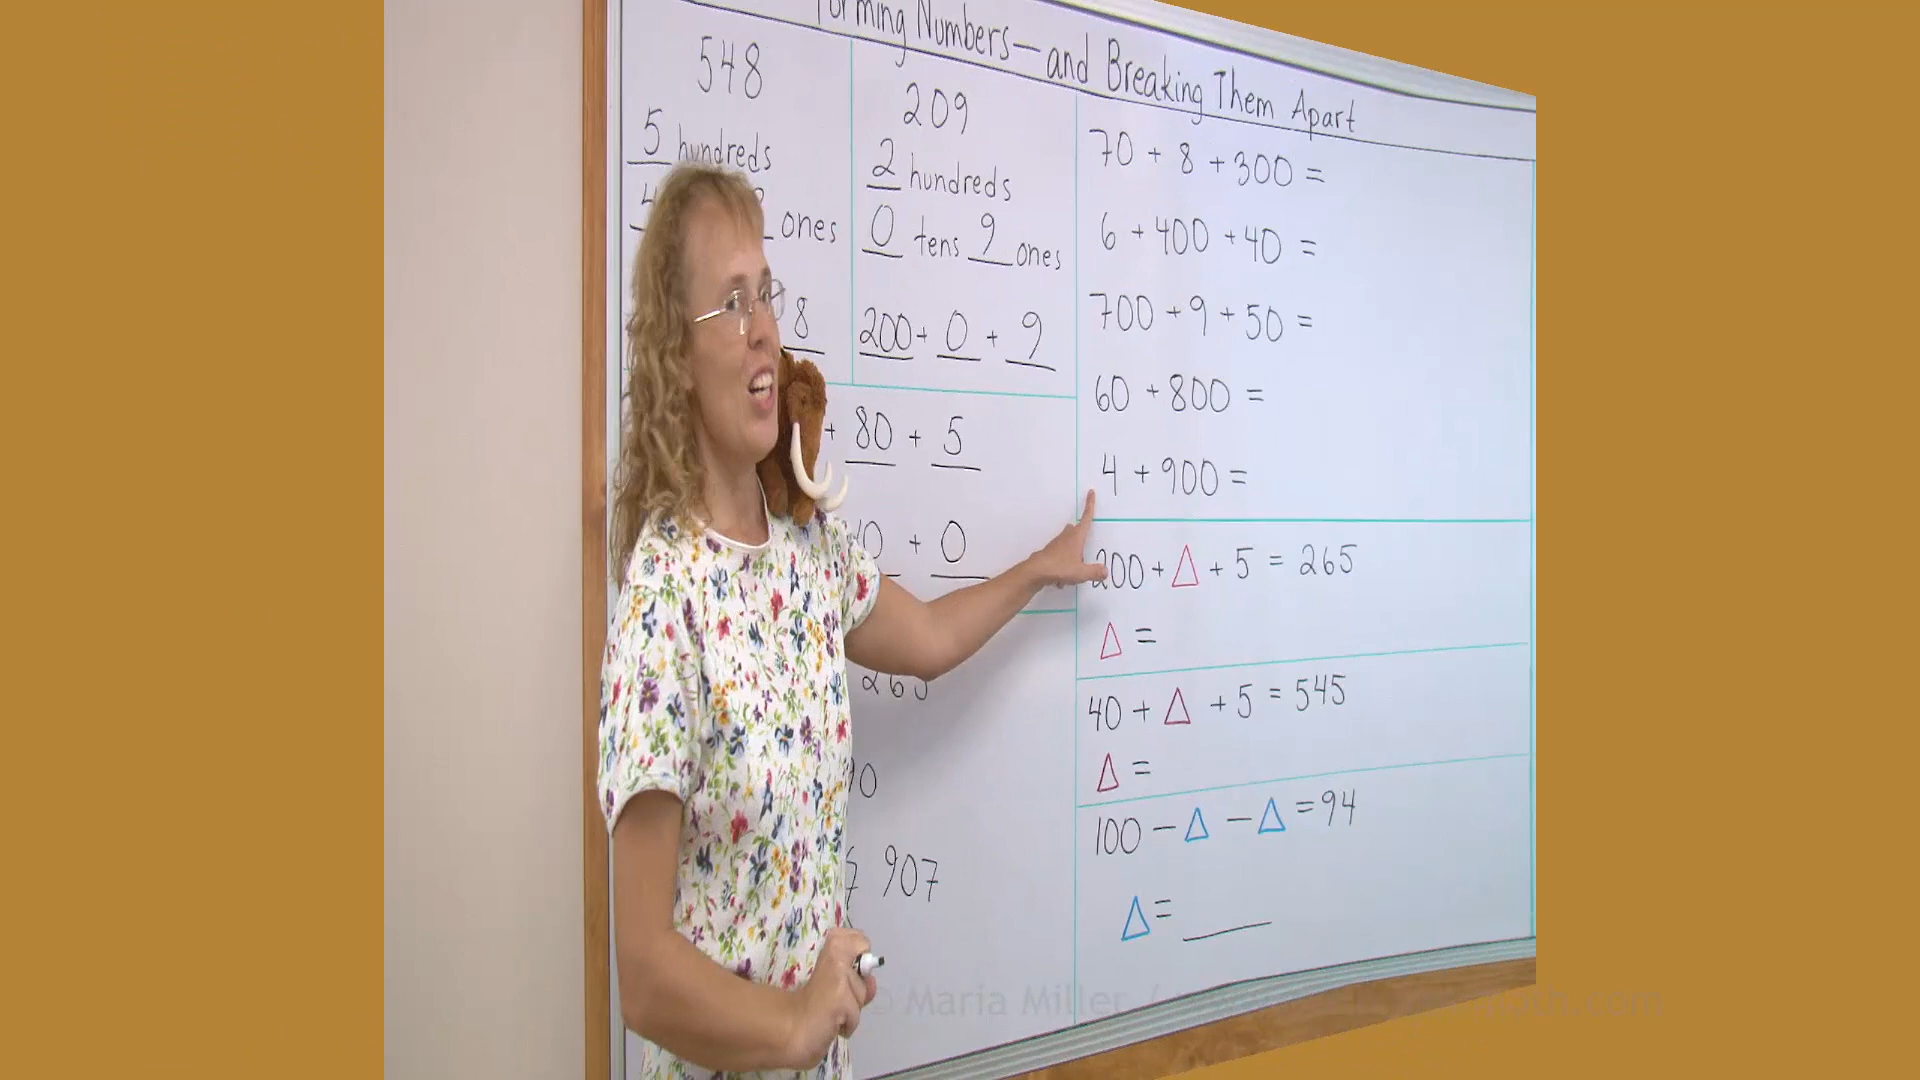 Forming Numbers—and Breaking Them Apart
548
5 hundreds
4
ones
8
209
2 hundreds
0 tens 9 ones
200 + 0 + 9
+ 80 + 5
+ 0
265
907
70 + 8 + 300 =
6 + 400 + 40 =
700 + 9 + 50 =
60 + 800 =
4 + 900 =
200 + △ + 5 = 265
△ =
40 + △ + 5 = 545
△ =
100 − △ − △ = 94
△ = ____
© Maria Miller